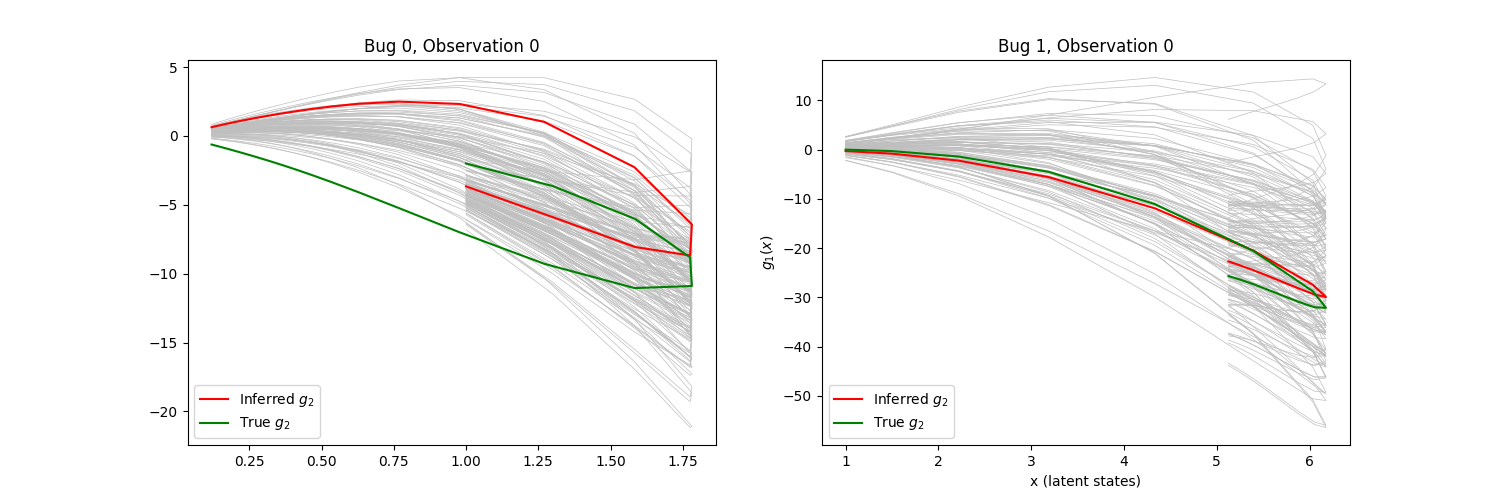 Bug 0, Observation 0
5
0
−5
−10
−15
−20
0.25 0.50 0.75 1.00 1.25 1.50 1.75
Inferred g₂
True g₂
Bug 1, Observation 0
g₁(x)
10
0
−10
−20
−30
−40
−50
1 2 3 4 5 6
x (latent states)
Inferred g₂
True g₂